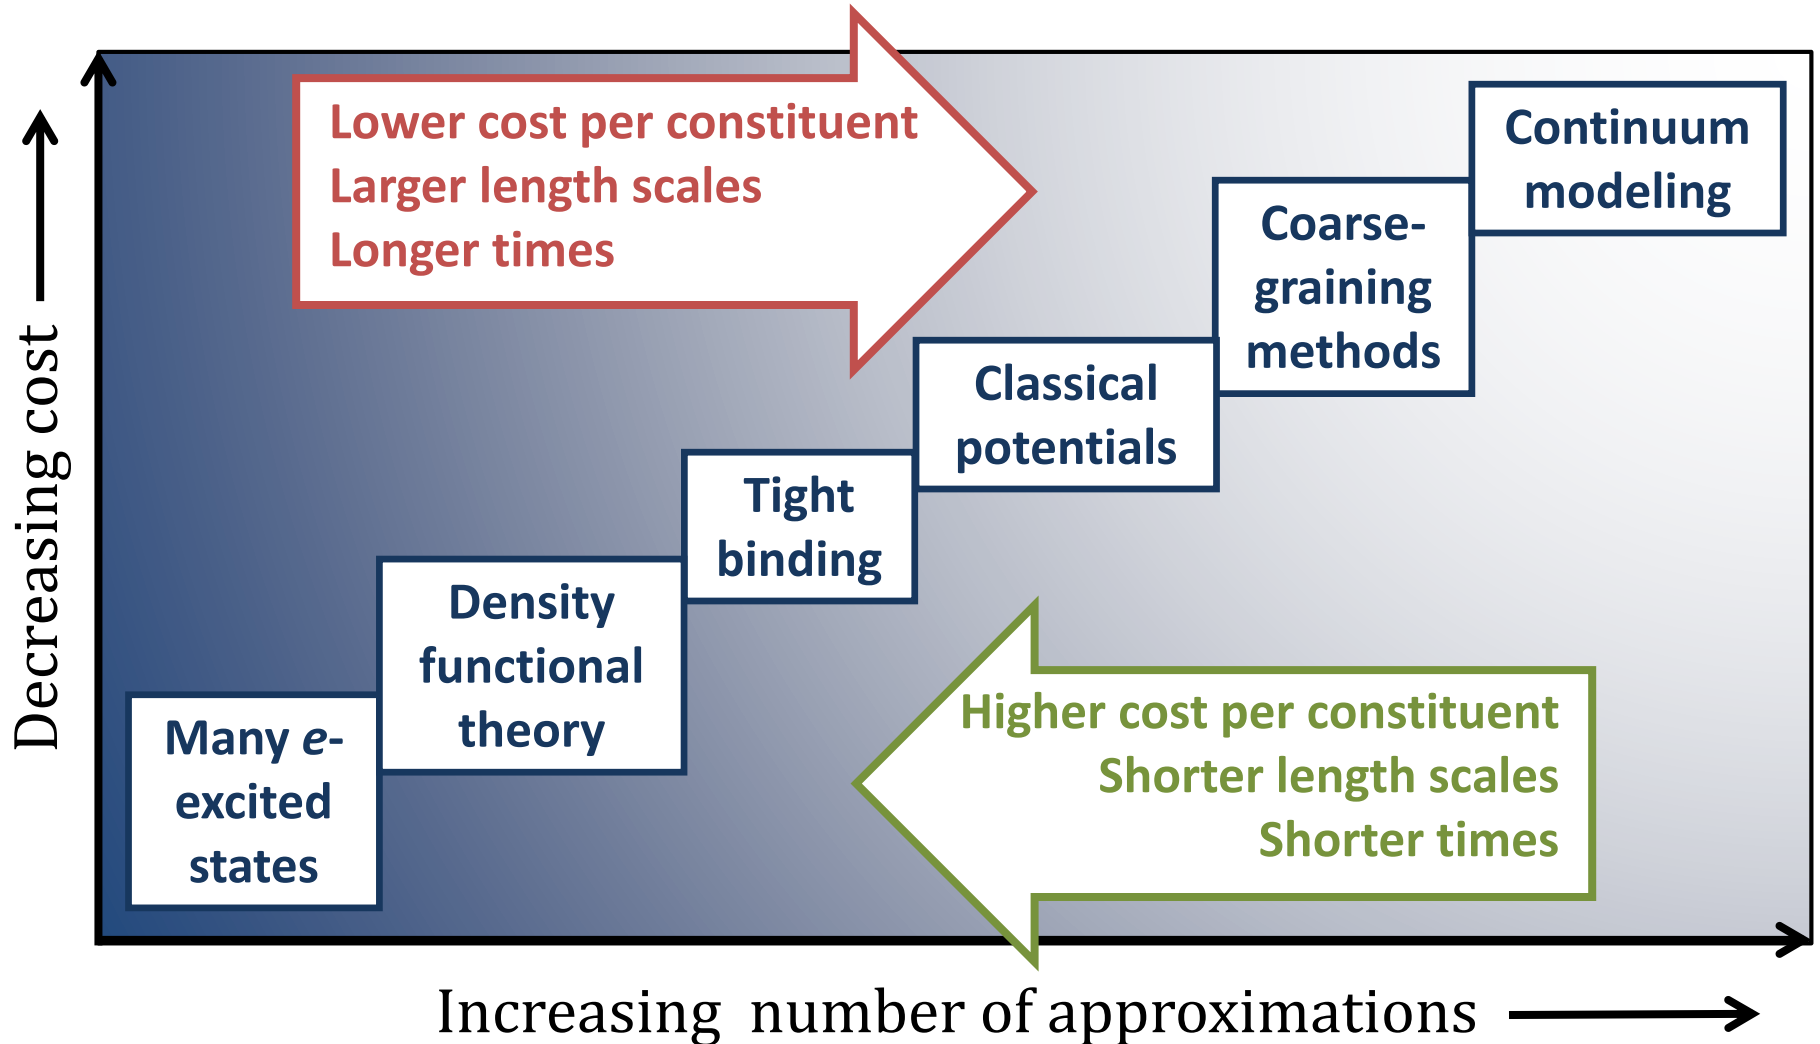 Decreasing cost
Lower cost per constituent
Larger length scales
Longer times
Continuum
modeling
Coarse-
graining
methods
Classical
potentials
Tight
binding
Density
functional
theory
Many e-
excited
states
Higher cost per constituent
Shorter length scales
Shorter times
Increasing number of approximations